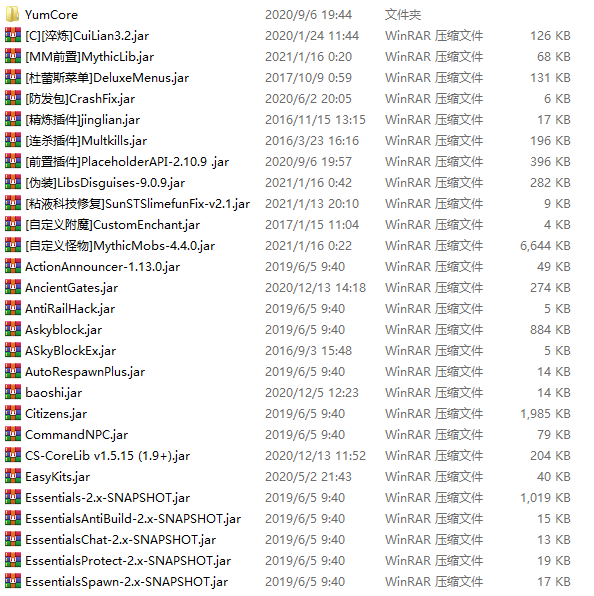 YumCore 2020/9/6 19:44 文件夹
[C][淬炼]CuiLian3.2.jar 2020/1/24 11:44 WinRAR 压缩文件 126 KB
[MM前置]MythicLib.jar 2021/1/16 0:20 WinRAR 压缩文件 68 KB
[杜蕾斯菜单]DeluxeMenus.jar 2017/10/9 0:59 WinRAR 压缩文件 131 KB
[防发包]CrashFix.jar 2020/6/2 20:05 WinRAR 压缩文件 6 KB
[精炼插件]jinglian.jar 2016/11/15 13:15 WinRAR 压缩文件 17 KB
[连杀插件]Multkills.jar 2016/3/23 16:16 WinRAR 压缩文件 196 KB
[前置插件]PlaceholderAPI-2.10.9 .jar 2020/9/6 19:57 WinRAR 压缩文件 396 KB
[伪装]LibsDisguises-9.0.9.jar 2021/1/16 0:42 WinRAR 压缩文件 282 KB
[粘液科技修复]SunSTSlimefunFix-v2.1.jar 2021/1/13 20:10 WinRAR 压缩文件 9 KB
[自定义附魔]CustomEnchant.jar 2017/1/15 11:04 WinRAR 压缩文件 4 KB
[自定义怪物]MythicMobs-4.4.0.jar 2021/1/16 0:22 WinRAR 压缩文件 6,644 KB
ActionAnnouncer-1.13.0.jar 2019/6/5 9:40 WinRAR 压缩文件 49 KB
AncientGates.jar 2020/12/13 14:18 WinRAR 压缩文件 274 KB
AntiRailHack.jar 2019/6/5 9:40 WinRAR 压缩文件 5 KB
Askyblock.jar 2019/6/5 9:40 WinRAR 压缩文件 884 KB
ASkyBlockEx.jar 2016/9/3 15:48 WinRAR 压缩文件 5 KB
AutoRespawnPlus.jar 2019/6/5 9:40 WinRAR 压缩文件 14 KB
baoshi.jar 2020/12/5 12:23 WinRAR 压缩文件 14 KB
Citizens.jar 2019/6/5 9:40 WinRAR 压缩文件 1,985 KB
CommandNPC.jar 2019/6/5 9:40 WinRAR 压缩文件 79 KB
CS-CoreLib v1.5.15 (1.9+).jar 2020/12/13 11:52 WinRAR 压缩文件 204 KB
EasyKits.jar 2020/5/2 21:43 WinRAR 压缩文件 40 KB
Essentials-2.x-SNAPSHOT.jar 2019/6/5 9:40 WinRAR 压缩文件 1,019 KB
EssentialsAntiBuild-2.x-SNAPSHOT.jar 2019/6/5 9:40 WinRAR 压缩文件 15 KB
EssentialsChat-2.x-SNAPSHOT.jar 2019/6/5 9:40 WinRAR 压缩文件 13 KB
EssentialsProtect-2.x-SNAPSHOT.jar 2019/6/5 9:40 WinRAR 压缩文件 19 KB
EssentialsSpawn-2.x-SNAPSHOT.jar 2019/6/5 9:40 WinRAR 压缩文件 17 KB